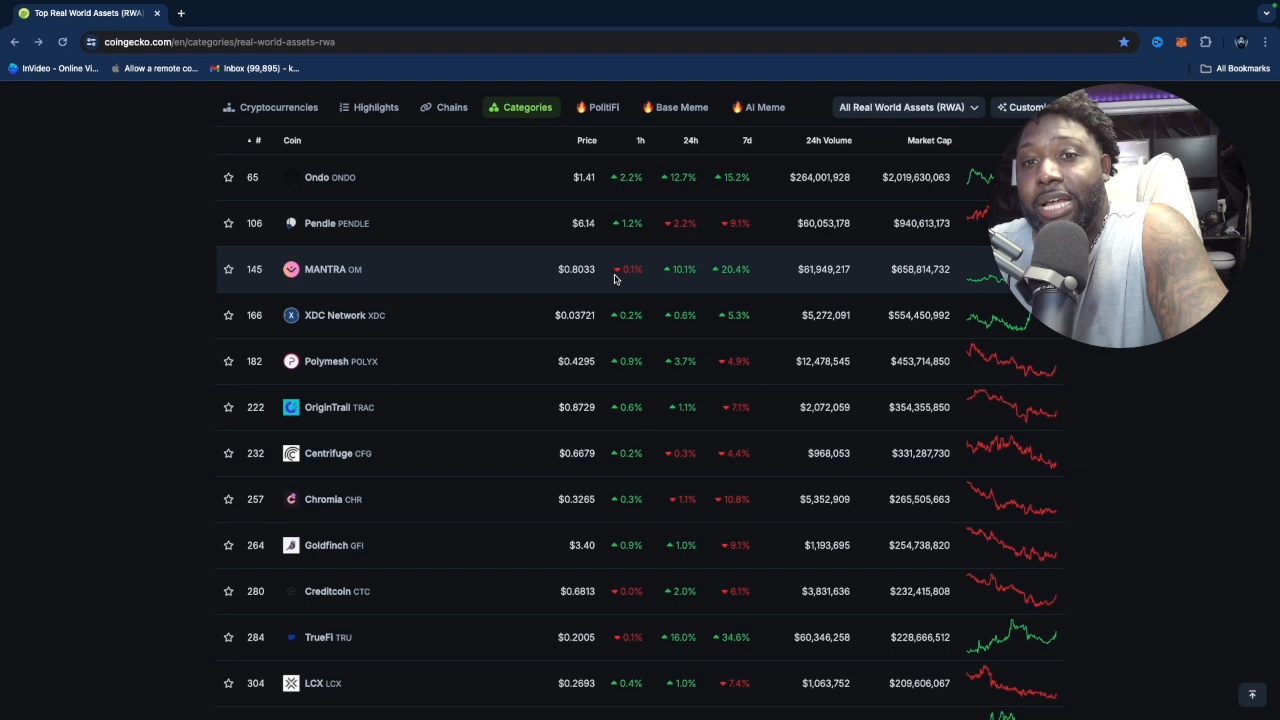 Top Real World Assets (RWA)
coingecko.com/en/categories/real-world-assets-rwa
InVideo - Online Vi... Allow a remote co... Inbox (99,895) - k... All Bookmarks
Cryptocurrencies Highlights Chains Categories PolitiFi Base Meme AI Meme All Real World Assets (RWA)
# Coin Price 1h 24h 7d 24h Volume Market Cap
65 Ondo ONDO $1.41 2.2% 12.7% 15.2% $264,001,928 $2,019,630,063
106 Pendle PENDLE $6.14 1.2% 2.2% 9.1% $60,053,178 $940,613,173
145 MANTRA OM $0.8033 0.1% 10.1% 20.4% $61,949,217 $658,814,732
166 XDC Network XDC $0.03721 0.2% 0.6% 5.3% $5,272,091 $554,450,992
182 Polymesh POLYX $0.4295 0.9% 3.7% 4.9% $12,478,545 $453,714,850
222 OriginTrail TRAC $0.8729 0.6% 1.1% 7.1% $2,072,059 $354,355,850
232 Centrifuge CFG $0.6679 0.2% 0.3% 4.4% $968,053 $331,287,730
257 Chromia CHR $0.3265 0.3% 1.1% 10.8% $5,352,909 $265,505,663
264 Goldfinch GFI $3.40 0.9% 1.0% 9.1% $1,193,695 $254,738,820
280 Creditcoin CTC $0.6813 0.0% 2.0% 6.1% $3,831,636 $232,415,808
284 TrueFi TRU $0.2005 0.1% 16.0% 34.6% $60,346,258 $228,666,512
304 LCX LCX $0.2693 0.4% 1.0% 7.4% $1,063,752 $209,606,067